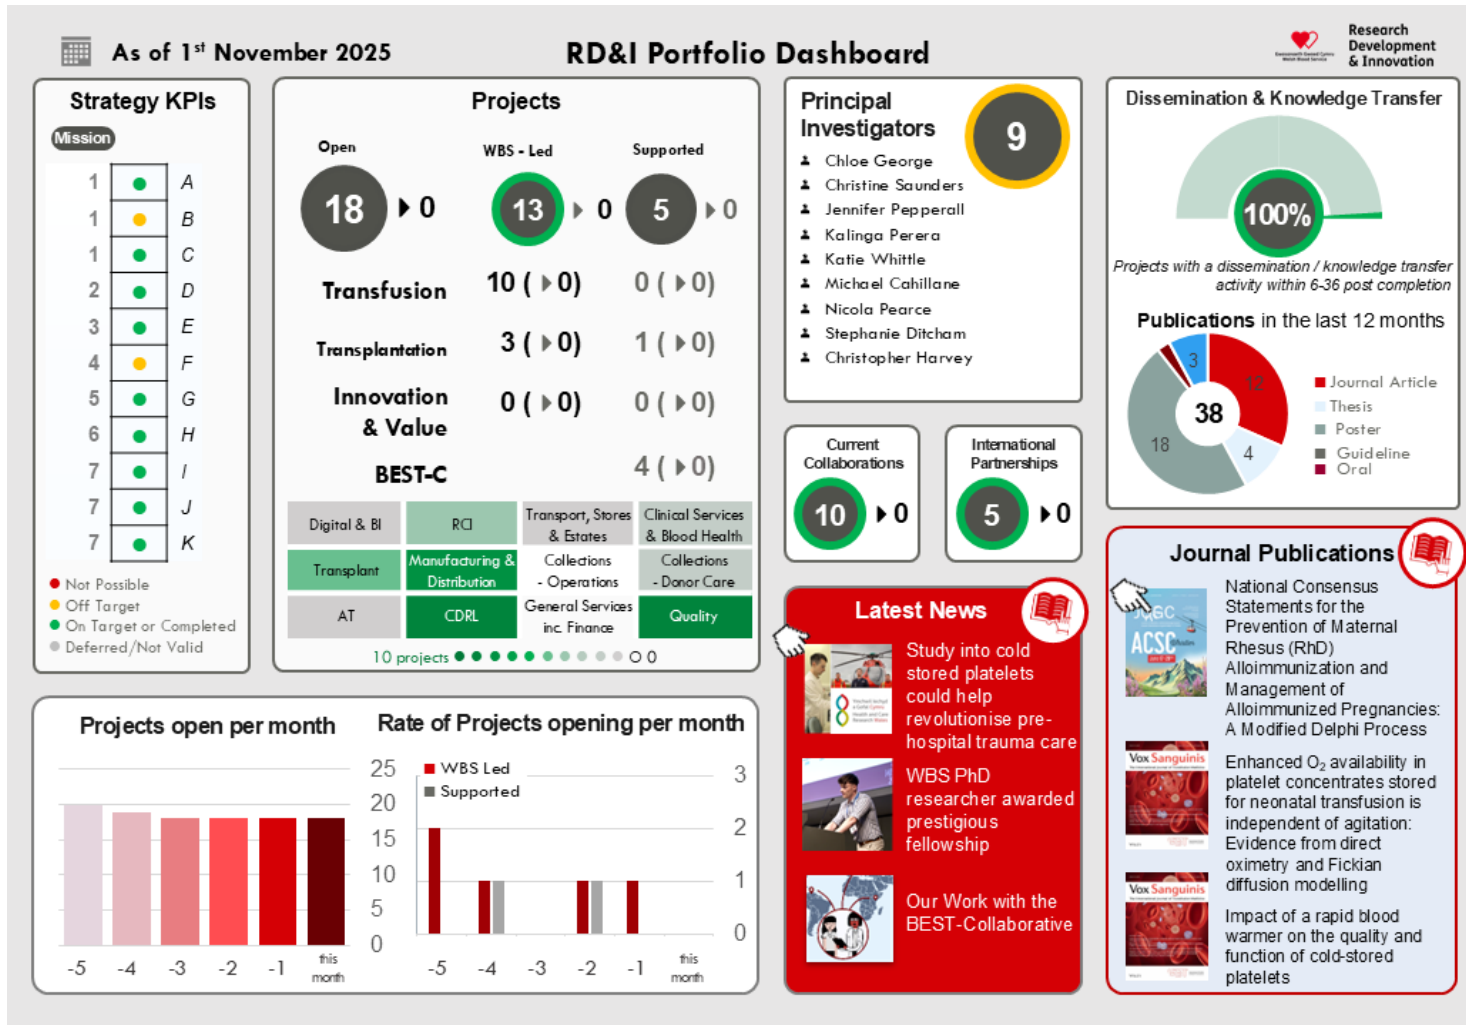 As of 1st November 2025
RD&I Portfolio Dashboard
Research
Development
& Innovation
Strategy KPIs
Mission
1 A
1 B
1 C
2 D
3 E
4 F
5 G
6 H
7 I
7 J
7 K
Not Possible
Off Target
On Target or Completed
Deferred/Not Valid
Projects
Open
WBS - Led
Supported
18 0
13 0
5 0
Transfusion 10 ( 0) 0 ( 0)
Transplantation 3 ( 0) 1 ( 0)
Innovation
& Value 0 ( 0) 0 ( 0)
BEST-C 4 ( 0)
Digital & BI
RCI
Transport, Stores
& Estates
Clinical Services
& Blood Health
Transplant
Manufacturing &
Distribution
Collections
- Operations
Collections
- Donor Care
AT
CDRL
General Services
inc. Finance
Quality
10 projects 0
Principal
Investigators
9
Chloe George
Christine Saunders
Jennifer Pepperall
Kalinga Perera
Katie Whittle
Michael Cahillane
Nicola Pearce
Stephanie Ditcham
Christopher Harvey
Current
Collaborations
10 0
International
Partnerships
5 0
Dissemination & Knowledge Transfer
100%
Projects with a dissemination / knowledge transfer
activity within 6-36 post completion
Publications in the last 12 months
3
12
38
18
4
Journal Article
Thesis
Poster
Guideline
Oral
Projects open per month
25
20
15
10
5
0
-5 -4 -3 -2 -1 this
month
Rate of Projects opening per month
WBS Led
Supported
3
2
1
0
-5 -4 -3 -2 -1 this
month
Latest News
Study into cold
stored platelets
could help
revolutionise pre-
hospital trauma care
WBS PhD
researcher awarded
prestigious
fellowship
Our Work with the
BEST-Collaborative
Journal Publications
JOGC
ACSC
National Consensus
Statements for the
Prevention of Maternal
Rhesus (RhD)
Alloimmunization and
Management of
Alloimmunized Pregnancies:
A Modified Delphi Process
Vox Sanguinis
Enhanced O₂ availability in
platelet concentrates stored
for neonatal transfusion is
independent of agitation:
Evidence from direct
oximetry and Fickian
diffusion modelling
Vox Sanguinis
Impact of a rapid blood
warmer on the quality and
function of cold-stored
platelets